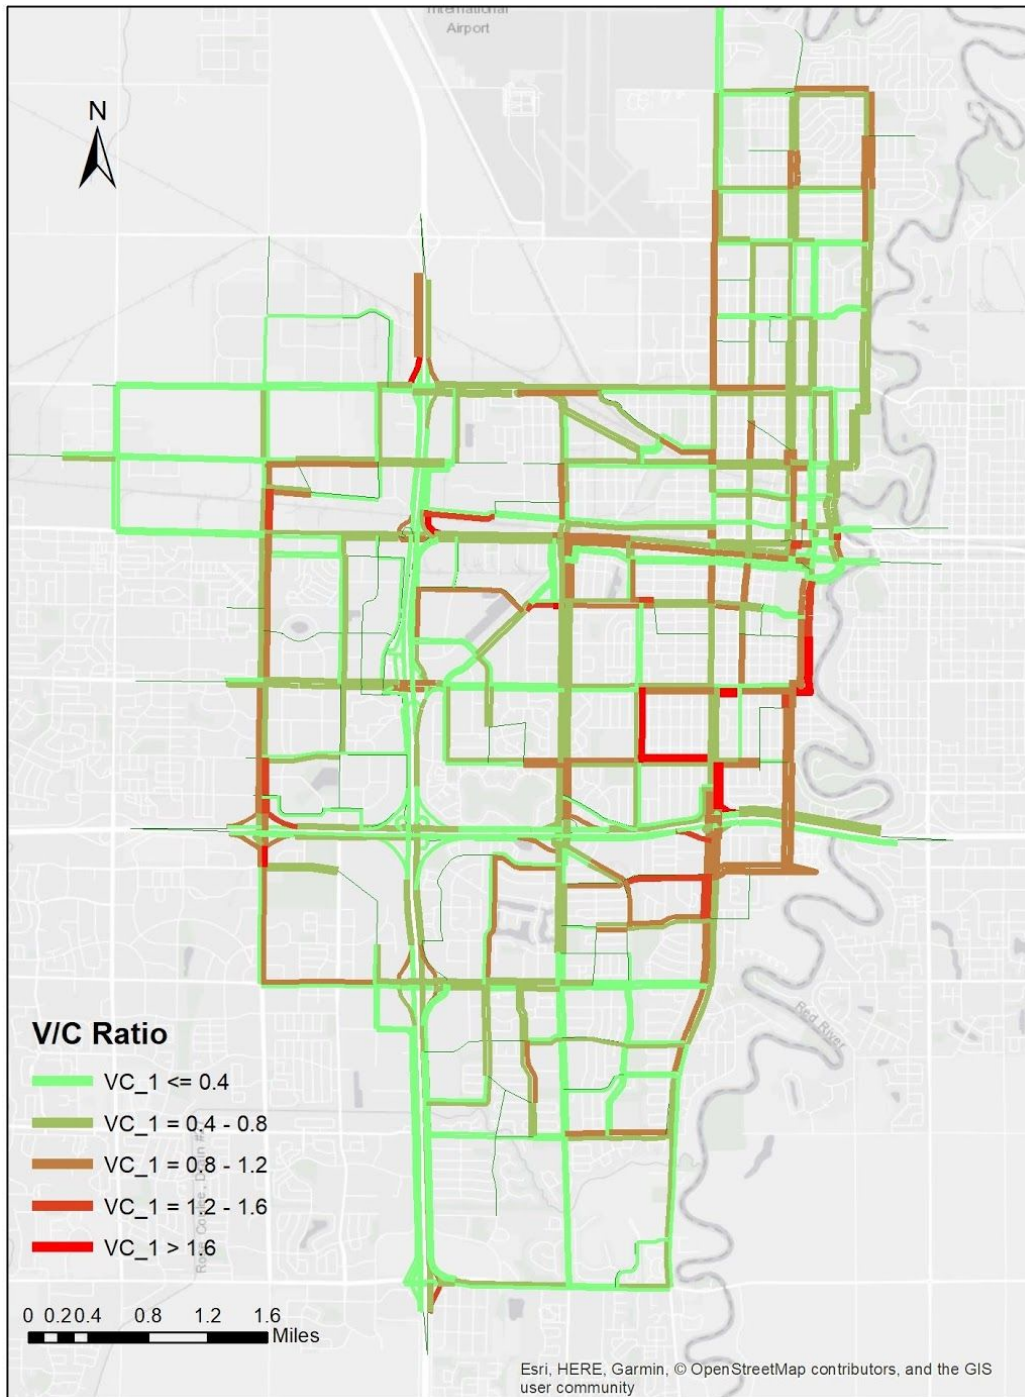 International
Airport
N
Red River
V/C Ratio
VC_1 <= 0.4
VC_1 = 0.4 - 0.8
VC_1 = 0.8 - 1.2
VC_1 = 1.2 - 1.6
VC_1 > 1.6
0 0.20.4 0.8 1.2 1.6
Miles
Esri, HERE, Garmin, © OpenStreetMap contributors, and the GIS
user community